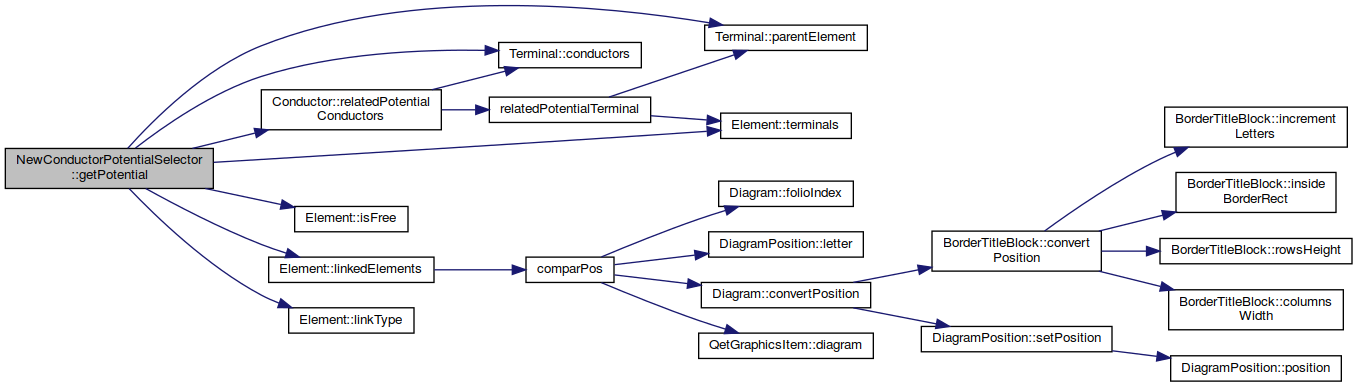 NewConductorPotentialSelector
::getPotential
Terminal::parentElement
Terminal::conductors
Conductor::relatedPotential
Conductors
relatedPotentialTerminal
Element::terminals
Element::isFree
Element::linkedElements
Element::linkType
comparPos
Diagram::folioIndex
DiagramPosition::letter
Diagram::convertPosition
QetGraphicsItem::diagram
BorderTitleBlock::convert
Position
DiagramPosition::setPosition
BorderTitleBlock::increment
Letters
BorderTitleBlock::inside
BorderRect
BorderTitleBlock::rowsHeight
BorderTitleBlock::columns
Width
DiagramPosition::position